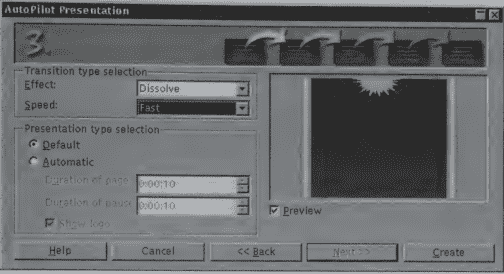 AutoPilot Presentation
3.
Transition type selection
Effect: Dissolve
Speed: Fast
Presentation type selection
Default
Automatic
Duration of page 0:00:10
Duration of pause 0:00:10
Show logo
Preview
Help Cancel << Back Next >> Create